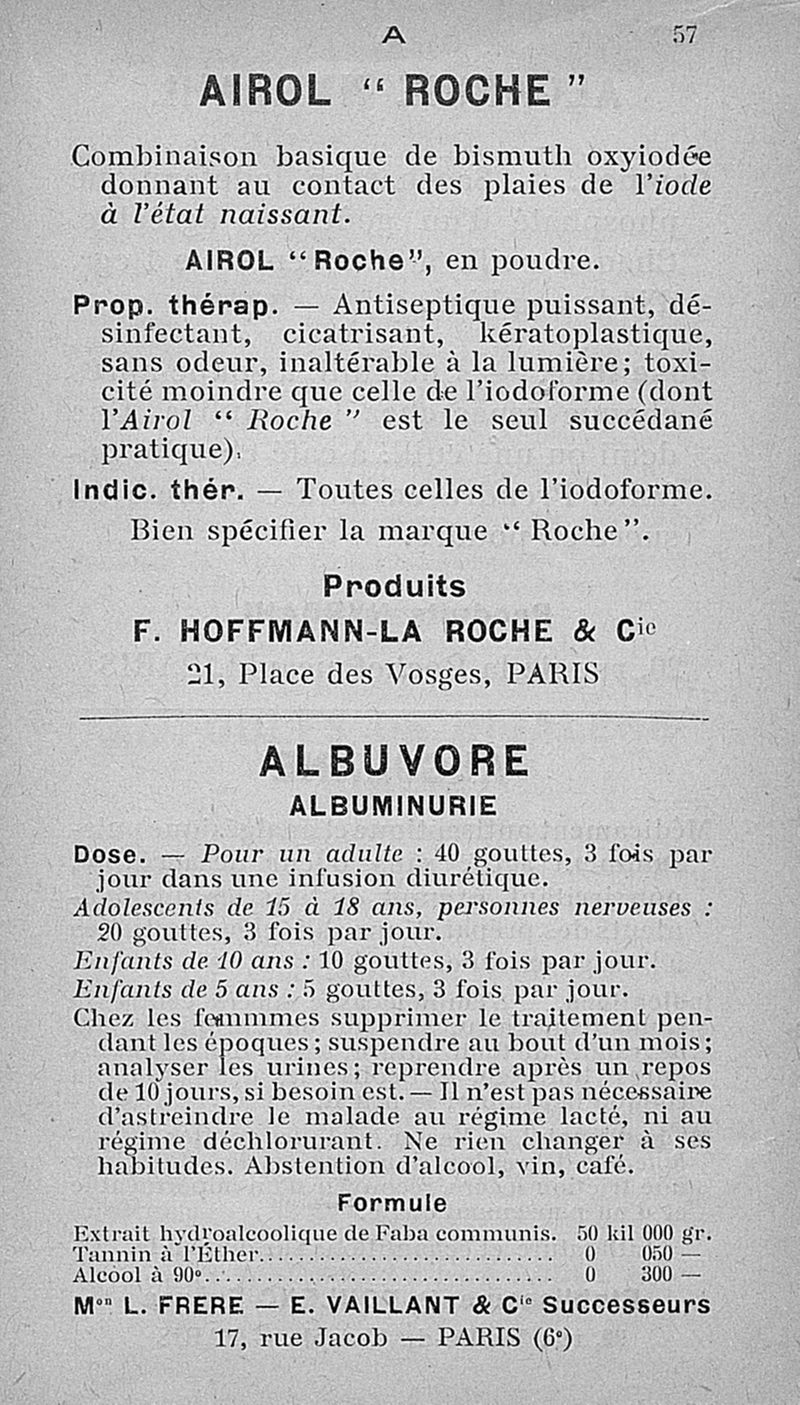 A 57
AIROL “ ROCHE ”
Combinaison basique de bismuth oxyiodée
donnant au contact des plaies de l’iode
à l’état naissant.
AIROL “Roche”, en poudre.
Prop. thérap. — Antiseptique puissant, dé-
sinfectant, cicatrisant, kératoplastique,
sans odeur, inaltérable à la lumière; toxi-
cité moindre que celle de l’iodoforme (dont
l’Airol “ Roche ” est le seul succédané
pratique).
Indic. thér. — Toutes celles de l’iodoforme.
Bien spécifier la marque “ Roche”.
Produits
F. HOFFMANN-LA ROCHE & Cie
21, Place des Vosges, PARIS
ALBUVORE
ALBUMINURIE
Dose. — Pour un adulte : 40 gouttes, 3 fois par
jour dans une infusion diurétique.
Adolescents de 15 à 18 ans, personnes nerveuses :
20 gouttes, 3 fois par jour.
Enfants de 10 ans : 10 gouttes, 3 fois par jour.
Enfants de 5 ans : 5 gouttes, 3 fois par jour.
Chez les femmmes supprimer le traitement pen-
dant les époques; suspendre au bout d’un mois;
analyser les urines; reprendre après un repos
de 10 jours, si besoin est. — Il n’est pas nécessaire
d’astreindre le malade au régime lacté, ni au
régime déchlorurant. Ne rien changer à ses
habitudes. Abstention d’alcool, vin, café.
Formule
Extrait hydroalcoolique de Faba communis. 50 kil 000 gr.
Tannin à l’Éther.............................. 0 050 —
Alcool à 90°.................................. 0 300 —
Mon L. FRERE — E. VAILLANT & Cie Successeurs
17, rue Jacob — PARIS (6e)